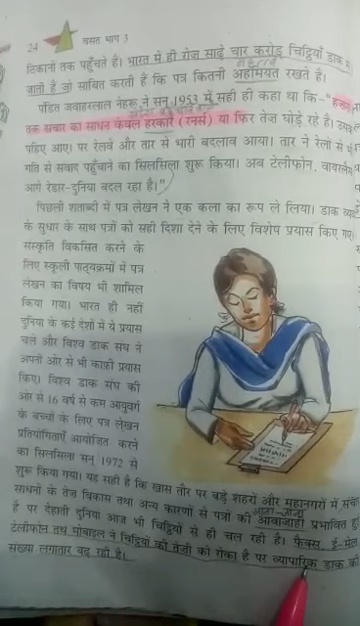 24 वसंत भाग 3
ठिकानों तक पहुँचते हैं। भारत में ही रोज़ साढ़े चार करोड़ चिट्ठियाँ डाक में
जाती हैं जो साबित करती हैं कि पत्र कितनी अहमियत रखते हैं।
पंडित जवाहरलाल नेहरू ने सन् 1953 में सही ही कहा था कि–"हज़ारों
तक संचार का साधन केवल हरकारे (रनर्स) या फिर तेज़ घोड़े रहे हैं। उसके
पहिए आए। पर रेलवे और तार से भारी बदलाव आया। तार ने रेलों से भी
गति से संवाद पहुँचाने का सिलसिला शुरू किया। अब टेलीफ़ोन, वायरलेस
आगे रेडार-दुनिया बदल रहा है।"
पिछली शताब्दी में पत्र लेखन ने एक कला का रूप ले लिया। डाक व्य
के सुधार के साथ पत्रों को सही दिशा देने के लिए विशेष प्रयास किए गए।
संस्कृति विकसित करने के
लिए स्कूली पाठ्यक्रमों में पत्र
लेखन का विषय भी शामिल
किया गया। भारत ही नहीं
दुनिया के कई देशों में ये प्रयास
चले और विश्व डाक संघ ने
अपनी ओर से भी काफ़ी प्रयास
किए। विश्व डाक संघ की
ओर से 16 वर्ष से कम आयुवर्ग
के बच्चों के लिए पत्र लेखन
प्रतियोगिताएँ आयोजित करने
का सिलसिला सन् 1972 से
शुरू किया गया। यह सही है कि खास तौर पर बड़े शहरों और महानगरों में संचा
साधनों के तेज़ विकास तथा अन्य कारणों से पत्रों की आवाजाही प्रभावित हुई
आना-जाना
है पर देहाती दुनिया आज भी चिट्ठियों से ही चल रही है। फ़ैक्स, ई-मेल
टेलीफ़ोन तथा मोबाइल ने चिट्ठियों की तेज़ी को रोका है पर व्यापारिक डाक की
संख्या लगातार बढ़ रही है।